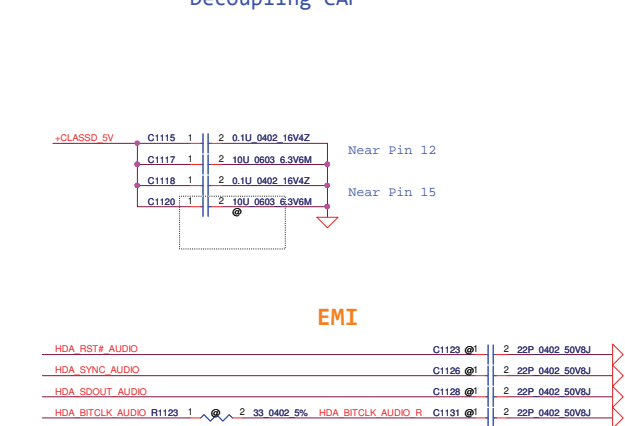 Decoupling CAP
+CLASSD_5V C1115 1 2 0.1U_0402_16V4Z
Near Pin 12
C1117 1 2 10U_0603_6.3V6M
C1118 1 2 0.1U_0402_16V4Z
Near Pin 15
C1120 1 2 10U_0603_6.3V6M
@
EMI
HDA_RST#_AUDIO C1123 @1 2 22P_0402_50V8J
HDA_SYNC_AUDIO C1126 @1 2 22P_0402_50V8J
HDA_SDOUT_AUDIO C1128 @1 2 22P_0402_50V8J
HDA_BITCLK_AUDIO R1123 1 @ 2 33_0402_5% HDA_BITCLK_AUDIO_R C1131 @1 2 22P_0402_50V8J